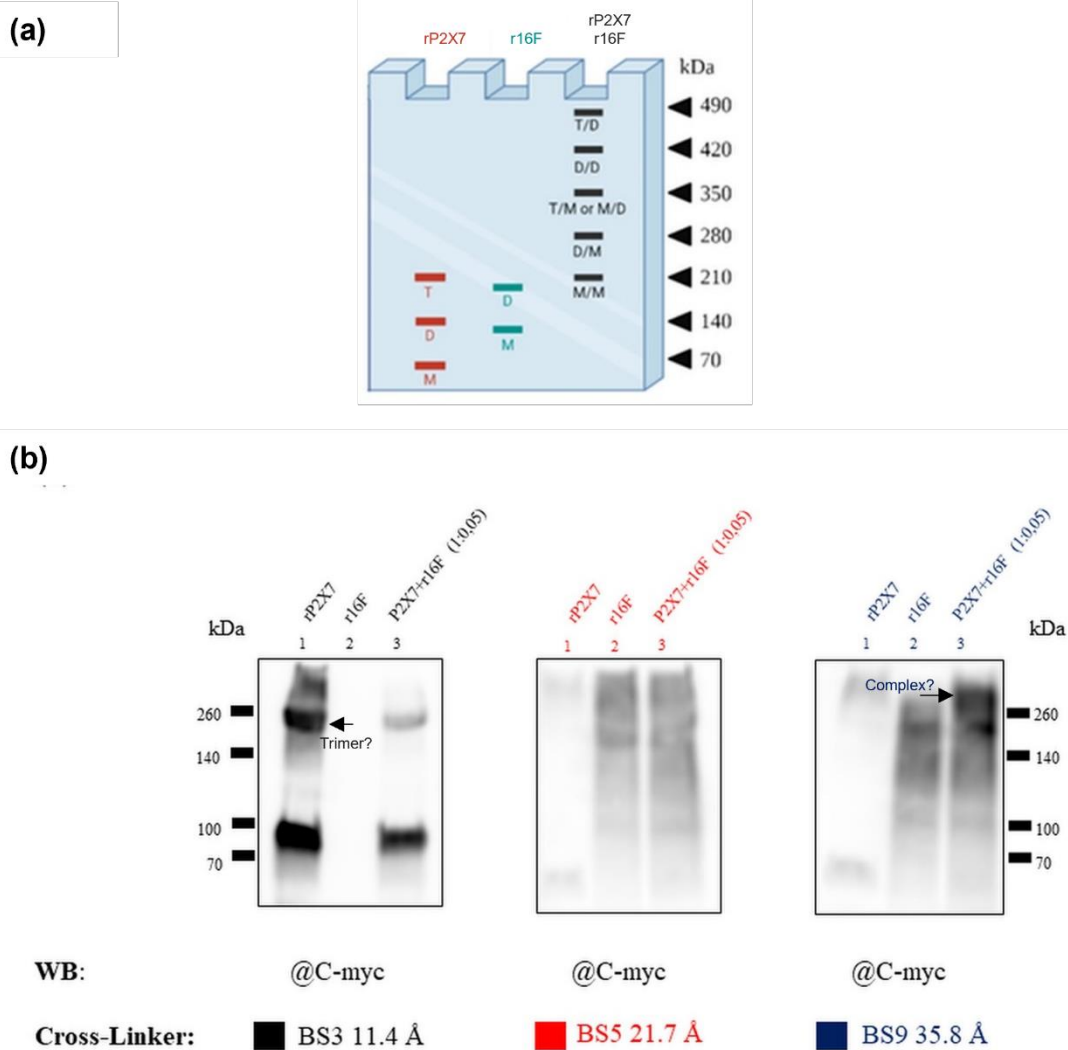 (a)
rP2X7
r16F
rP2X7
r16F
kDa
490
T/D
420
D/D
350
T/M or M/D
280
D/M
210
T
D
M/M
140
D
M
70
M
(b)
rP2X7
r16F
P2X7+r16F (1:0,05)
rP2X7
r16F
P2X7+r16F (1:0,05)
rP2X7
r16F
P2X7+r16F (1:0,05)
kDa
1 2 3
1 2 3
1 2 3
kDa
260
140
100
70
Trimer?
Complex?
260
140
100
70
WB: @C-myc @C-myc @C-myc
Cross-Linker: BS3 11.4 Å BS5 21.7 Å BS9 35.8 Å